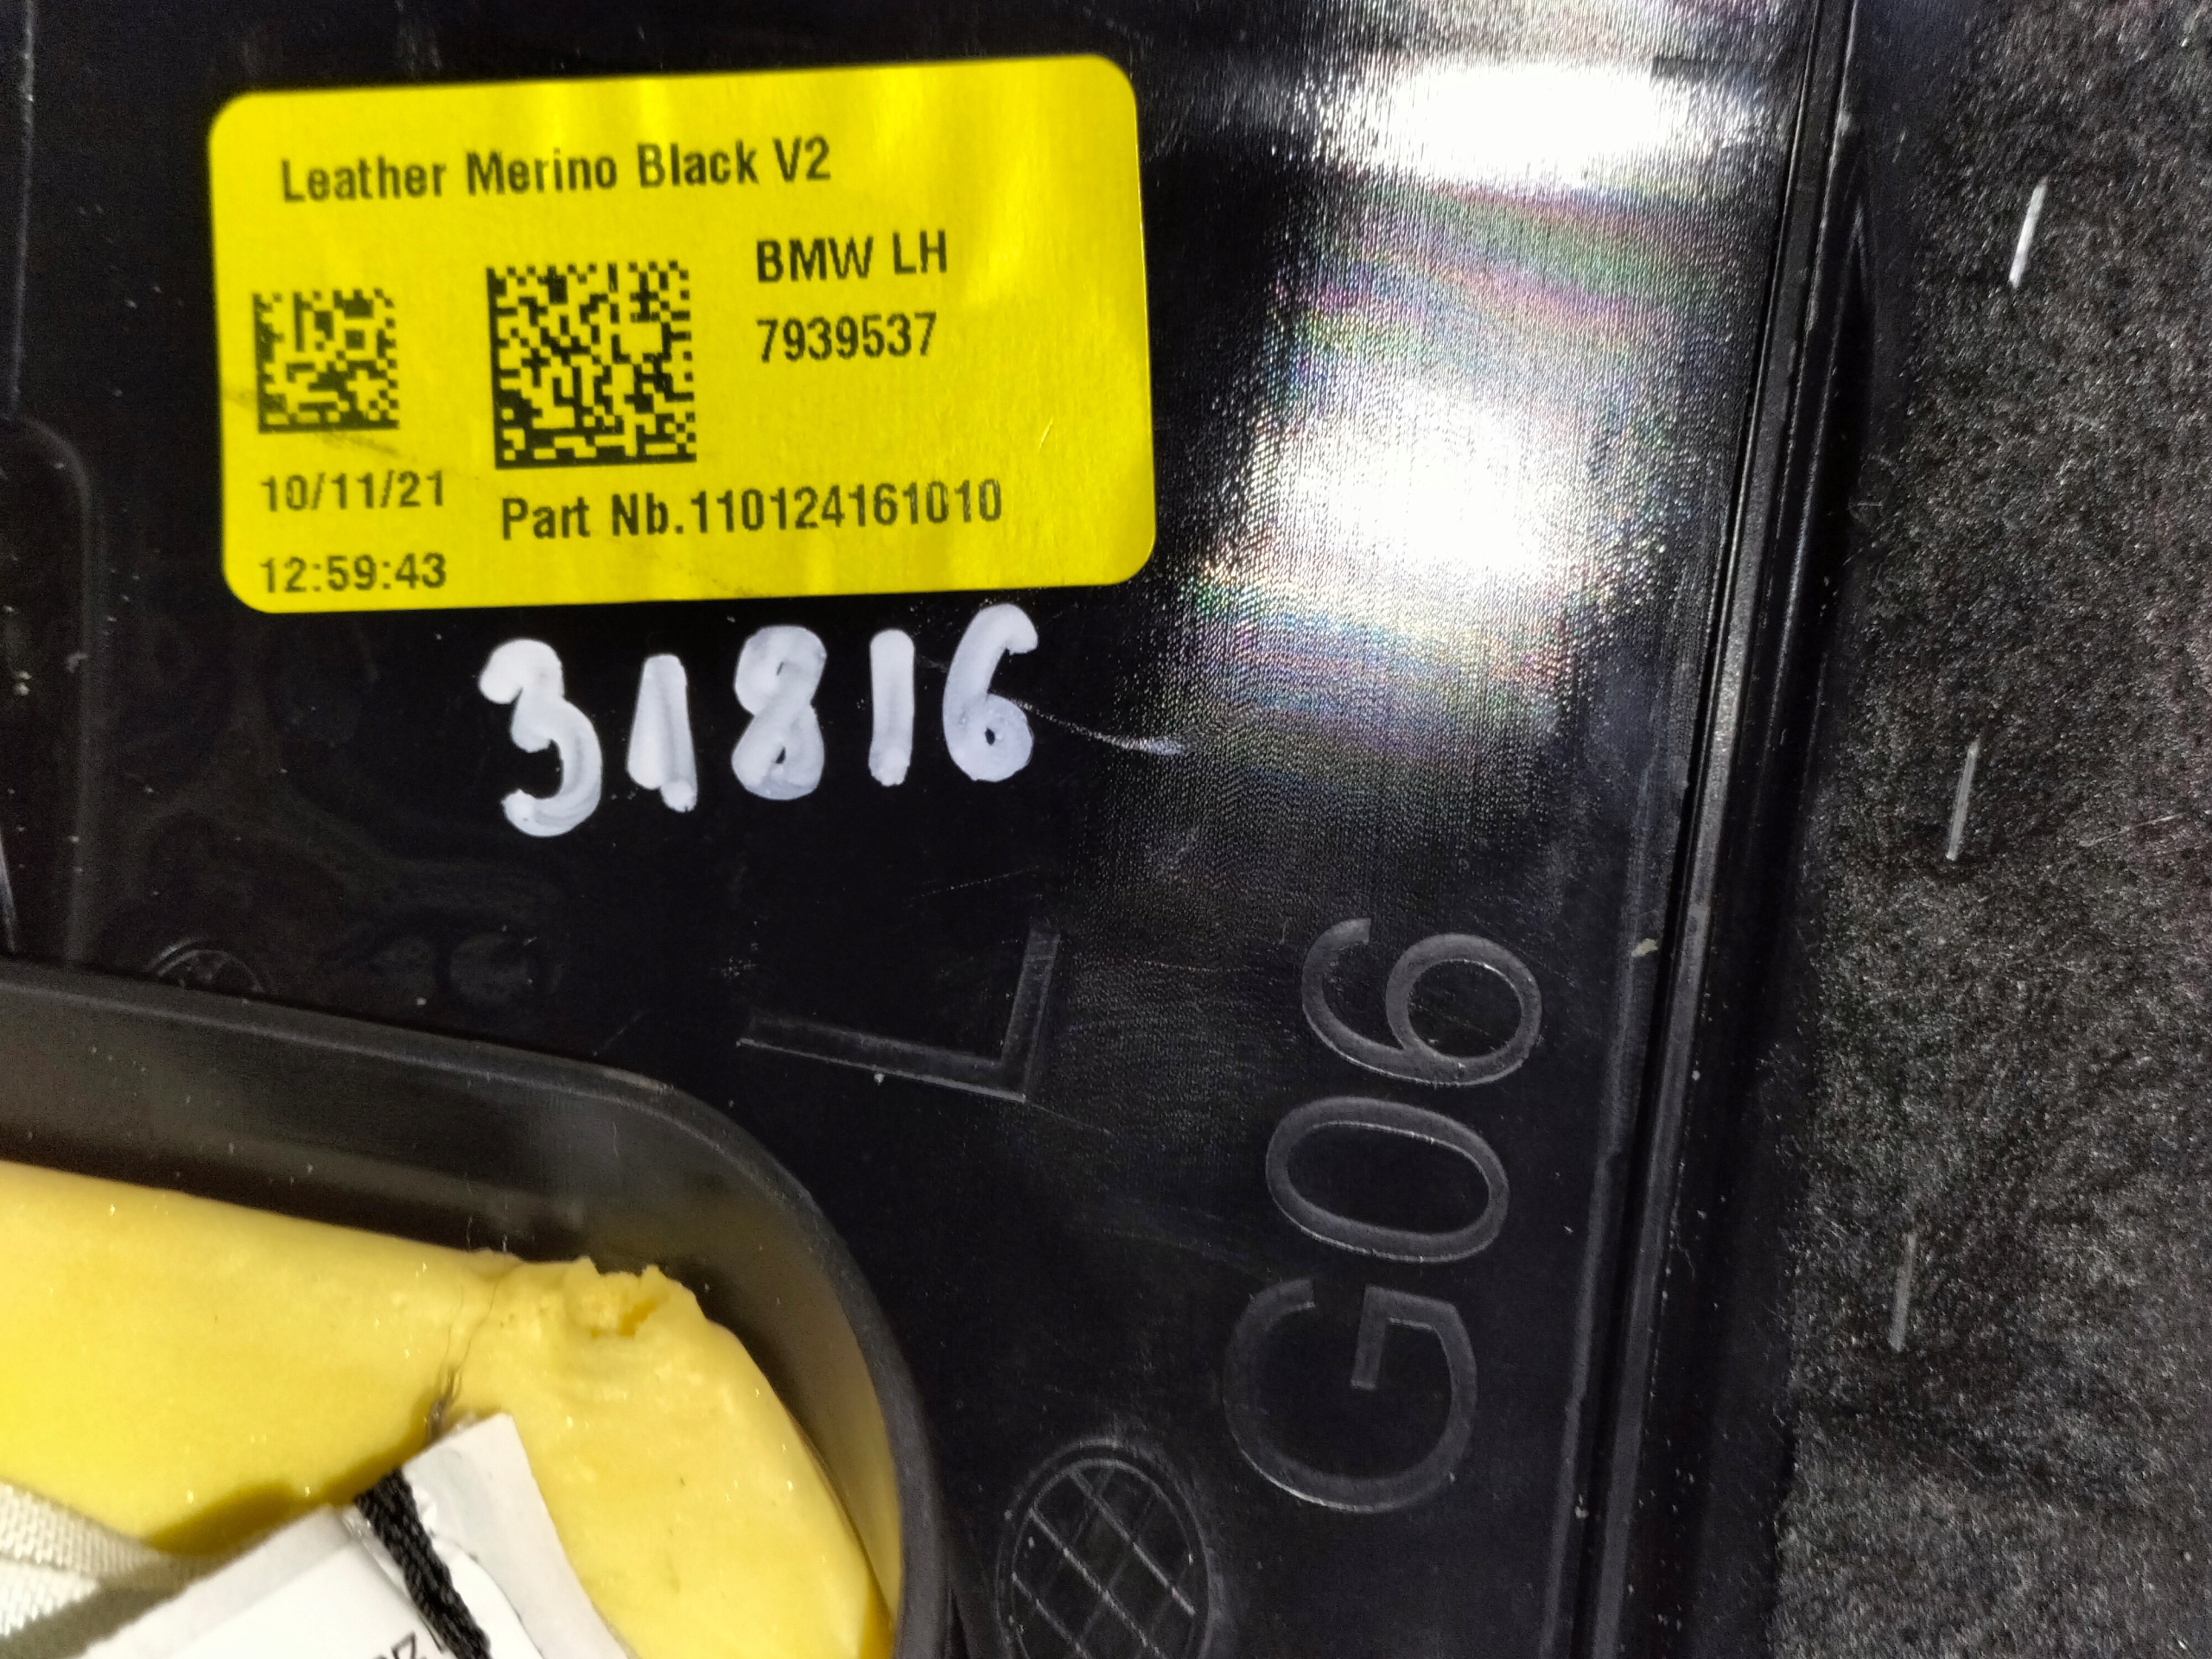 Leather Merino Black V2
BMW LH
7939537
10/11/21
Part Nb.110124161010
12:59:43
31816
L
G06